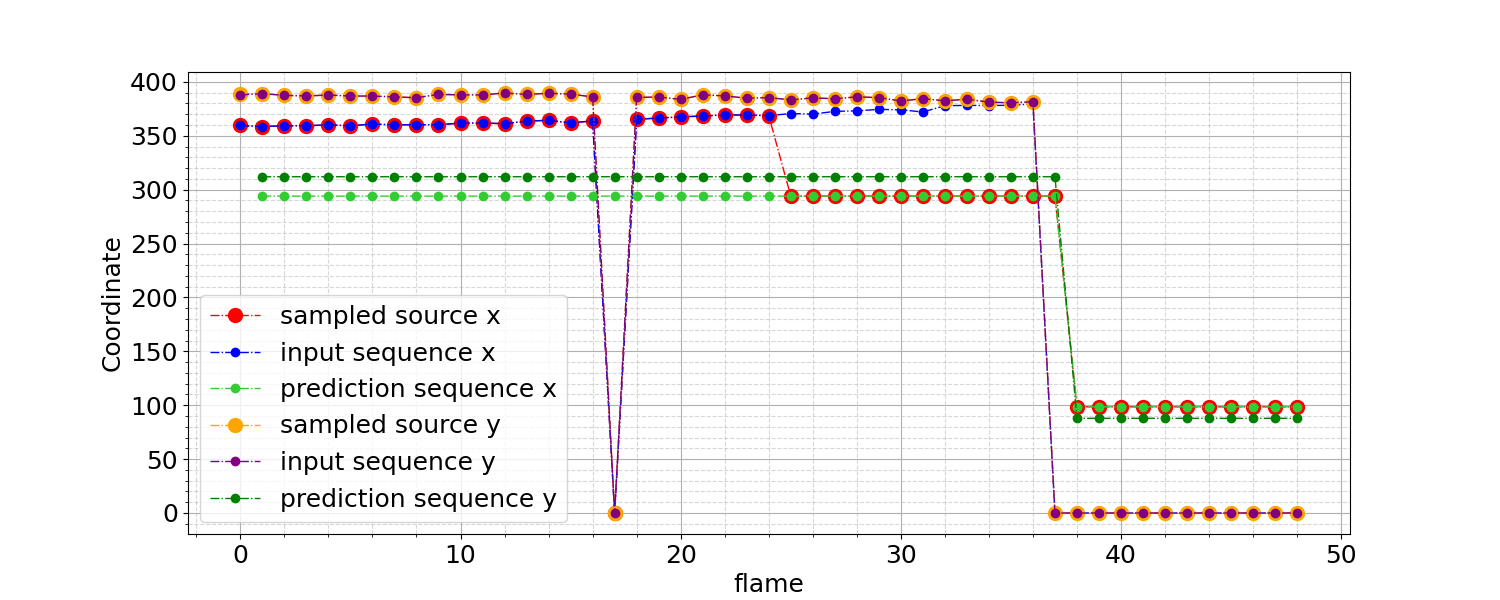 400
350
300
250
200
150
100
50
0
Coordinate
sampled source x
input sequence x
prediction sequence x
sampled source y
input sequence y
prediction sequence y
0 10 20 30 40 50
flame